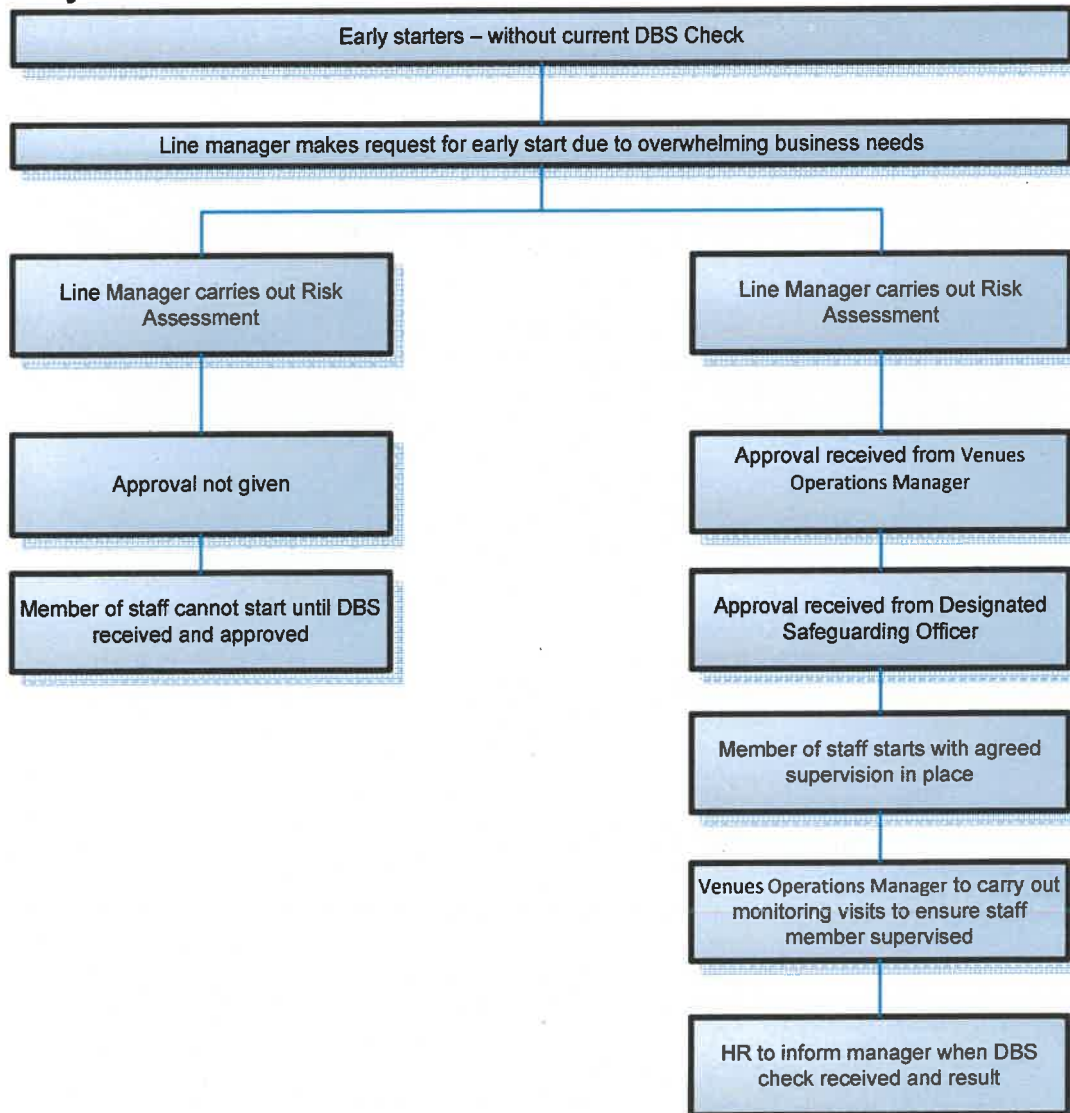 Early starters – without current DBS Check
Line manager makes request for early start due to overwhelming business needs
Line Manager carries out Risk
Assessment
Approval not given
Member of staff cannot start until DBS
received and approved
Line Manager carries out Risk
Assessment
Approval received from Venues
Operations Manager
Approval received from Designated
Safeguarding Officer
Member of staff starts with agreed
supervision in place
Venues Operations Manager to carry out
monitoring visits to ensure staff
member supervised
HR to inform manager when DBS
check received and result